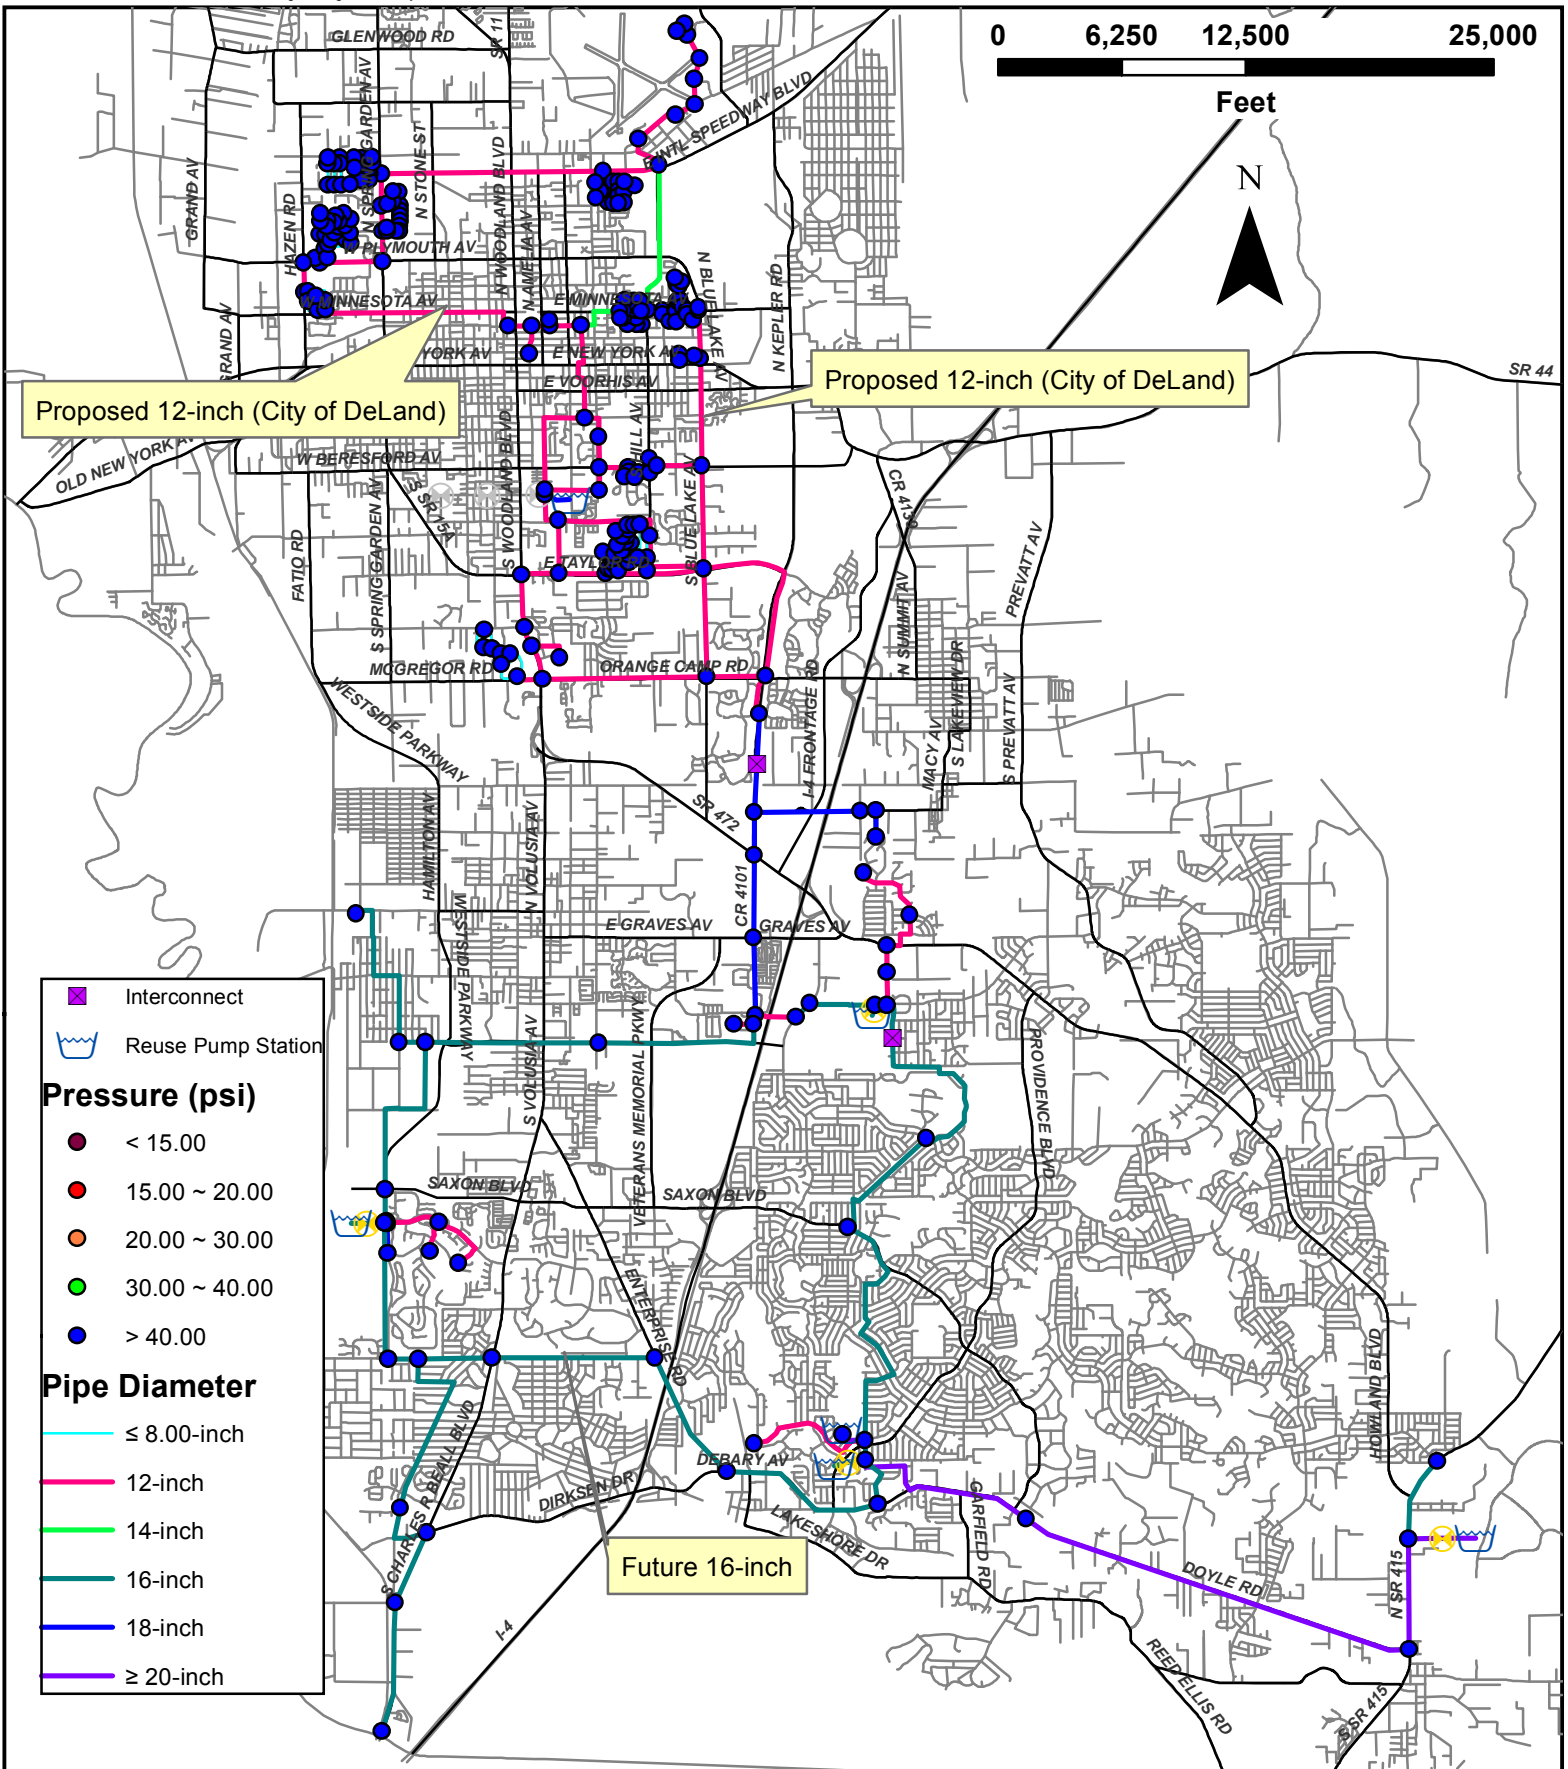 GLENWOOD RD
SR 11
0 6,250 12,500 25,000
Feet
N
E INTL SPEEDWAY BLVD
GRAND AV
HAZEN RD
N SPRING GARDEN AV
N STONE ST
N WOODLAND BLVD
N AMELIA AV
W PLYMOUTH AV
W MINNESOTA AV
E MINNESOTA AV
N BLUE LAKE AV
N KEPLER RD
GRAND AV
YORK AV
E NEW YORK AV
E VOORHIS AV
SR 44
Proposed 12-inch (City of DeLand)
Proposed 12-inch (City of DeLand)
OLD NEW YORK AV
W BERESFORD AV
S WOODLAND BLVD
HILL AV
S SR 15A
S BLUE LAKE AV
CR 4139
FATIO RD
S SPRING GARDEN AV
E TAYLOR RD
N SUMMIT AV
PREVATT AV
MCGREGOR RD
ORANGE CAMP RD
I-4 FRONTAGE RD
S LAKEVIEW DR
MACY AV
S PREVATT AV
WESTSIDE PARKWAY
SR 472
HAMILTON AV
N VOLUSIA AV
CR 4101
E GRAVES AV
GRAVES AV
WESTSIDE PARKWAY
S VOLUSIA AV
VETERANS MEMORIAL PKWY
PROVIDENCE BLVD
Interconnect
Reuse Pump Station
Pressure (psi)
< 15.00
15.00 ~ 20.00
20.00 ~ 30.00
30.00 ~ 40.00
> 40.00
Pipe Diameter
≤ 8.00-inch
12-inch
14-inch
16-inch
18-inch
≥ 20-inch
SAXON BLVD
SAXON BLVD
ENTERPRISE RD
HOWLAND BLVD
S CHARLES R BEALL BLVD
DIRKSEN DR
DEBARY AV
LAKESHORE DR
GARFIELD RD
DOYLE RD
N SR 415
Future 16-inch
I-4
REED ELLIS RD
S SR 415